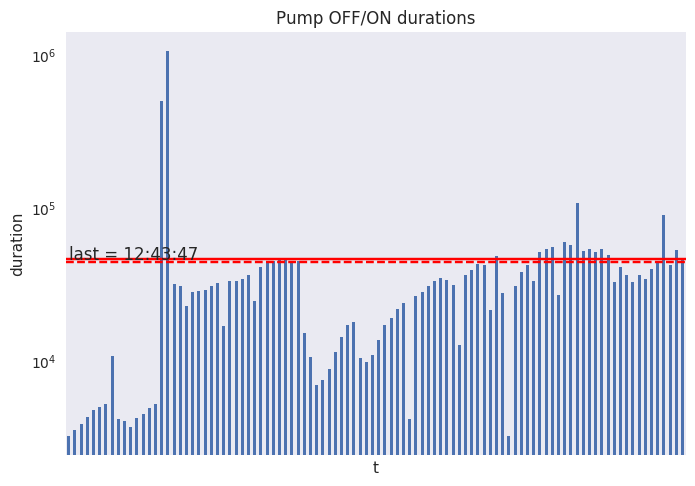 Pump OFF/ON durations
10^6
10^5
10^4
duration
last = 12:43:47
t